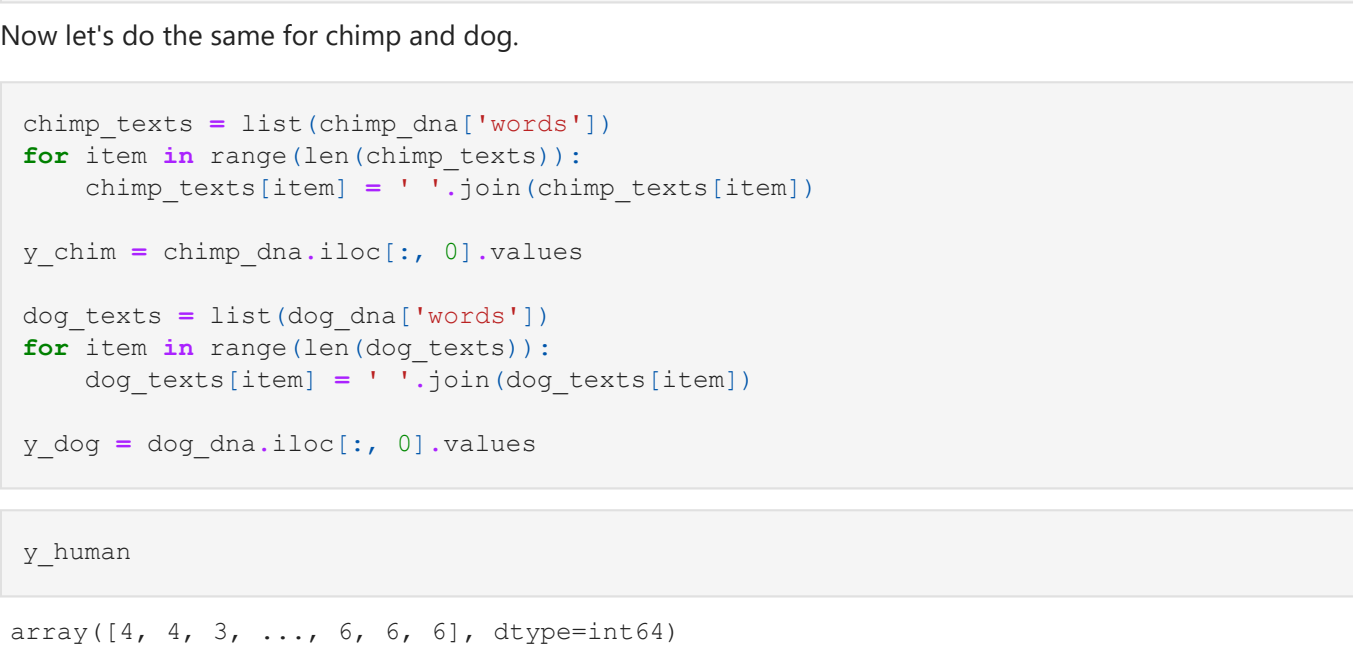 Now let's do the same for chimp and dog.
chimp_texts = list(chimp_dna['words'])
for item in range(len(chimp_texts)):
    chimp_texts[item] = ' '.join(chimp_texts[item])
y_chim = chimp_dna.iloc[:, 0].values
dog_texts = list(dog_dna['words'])
for item in range(len(dog_texts)):
    dog_texts[item] = ' '.join(dog_texts[item])
y_dog = dog_dna.iloc[:, 0].values
y_human
array([4, 4, 3, ..., 6, 6, 6], dtype=int64)